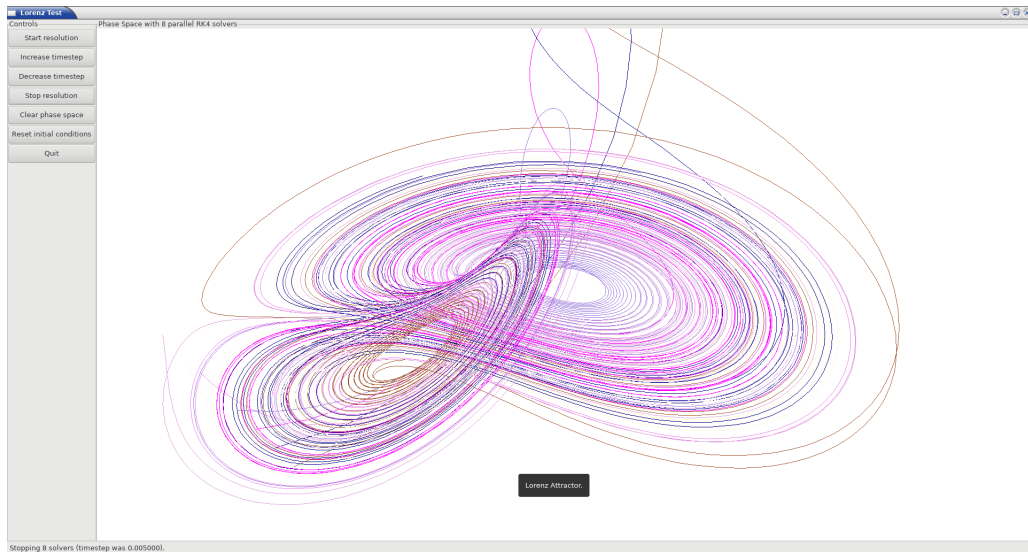 Lorenz Test
Controls
Phase Space with 8 parallel RK4 solvers
Start resolution
Increase timestep
Decrease timestep
Stop resolution
Clear phase space
Reset initial conditions
Quit
Lorenz Attractor.
Stopping 8 solvers (timestep was 0.005000).